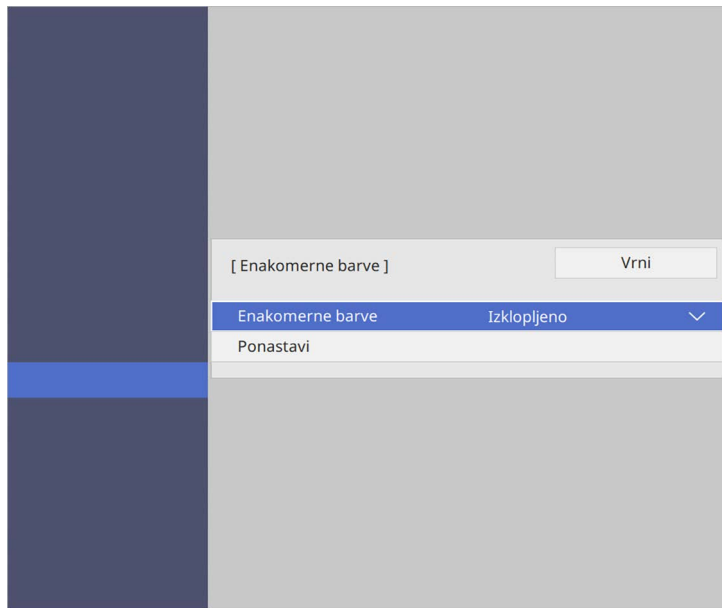 [ Enakomerne barve ]
Vrni
Enakomerne barve Izklopljeno
Ponastavi